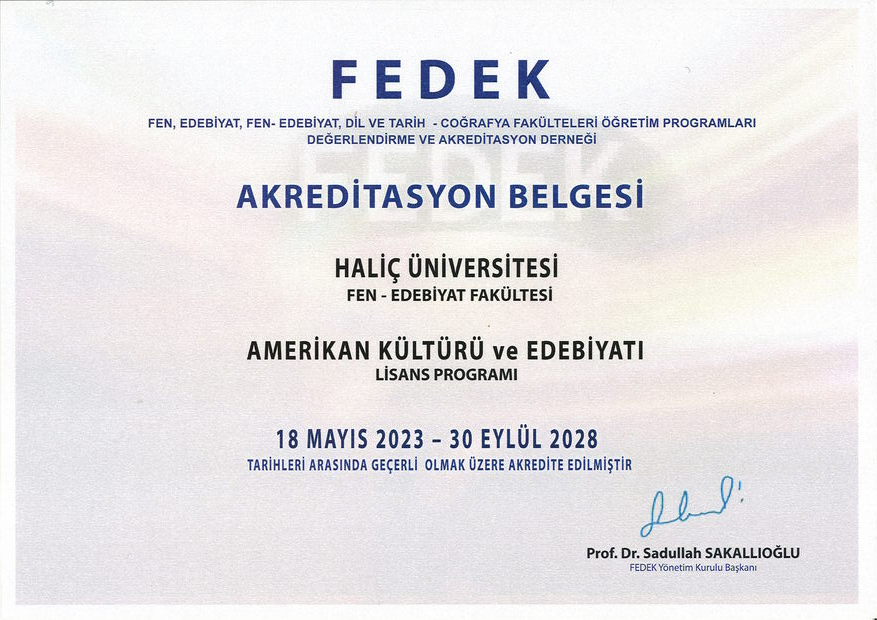 FEDEK
FEN, EDEBİYAT, FEN- EDEBİYAT, DİL VE TARİH - COĞRAFYA FAKÜLTELERİ ÖĞRETİM PROGRAMLARI
DEĞERLENDİRME VE AKREDİTASYON DERNEĞİ
AKREDİTASYON BELGESİ
HALİÇ ÜNİVERSİTESİ
FEN - EDEBİYAT FAKÜLTESİ
AMERİKAN KÜLTÜRÜ ve EDEBİYATI
LİSANS PROGRAMI
18 MAYIS 2023 – 30 EYLÜL 2028
TARİHLERİ ARASINDA GEÇERLİ OLMAK ÜZERE AKREDİTE EDİLMİŞTİR
Prof. Dr. Sadullah SAKALLIOĞLU
FEDEK Yönetim Kurulu Başkanı